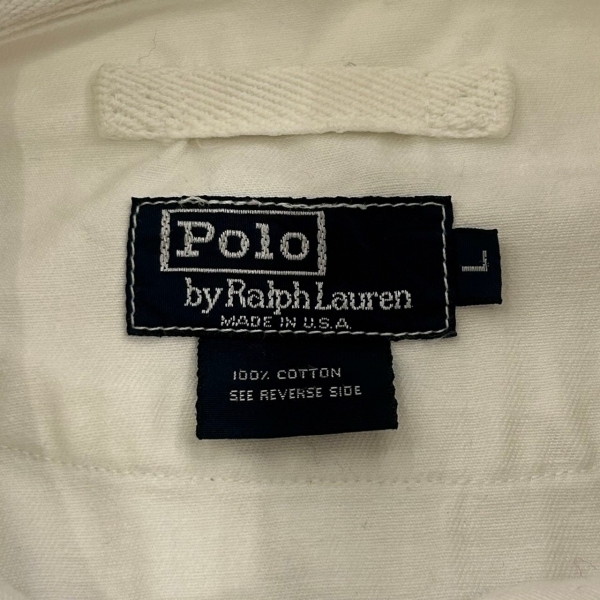 Polo
by Ralph Lauren
MADE IN U.S.A.
L
100% COTTON
SEE REVERSE SIDE